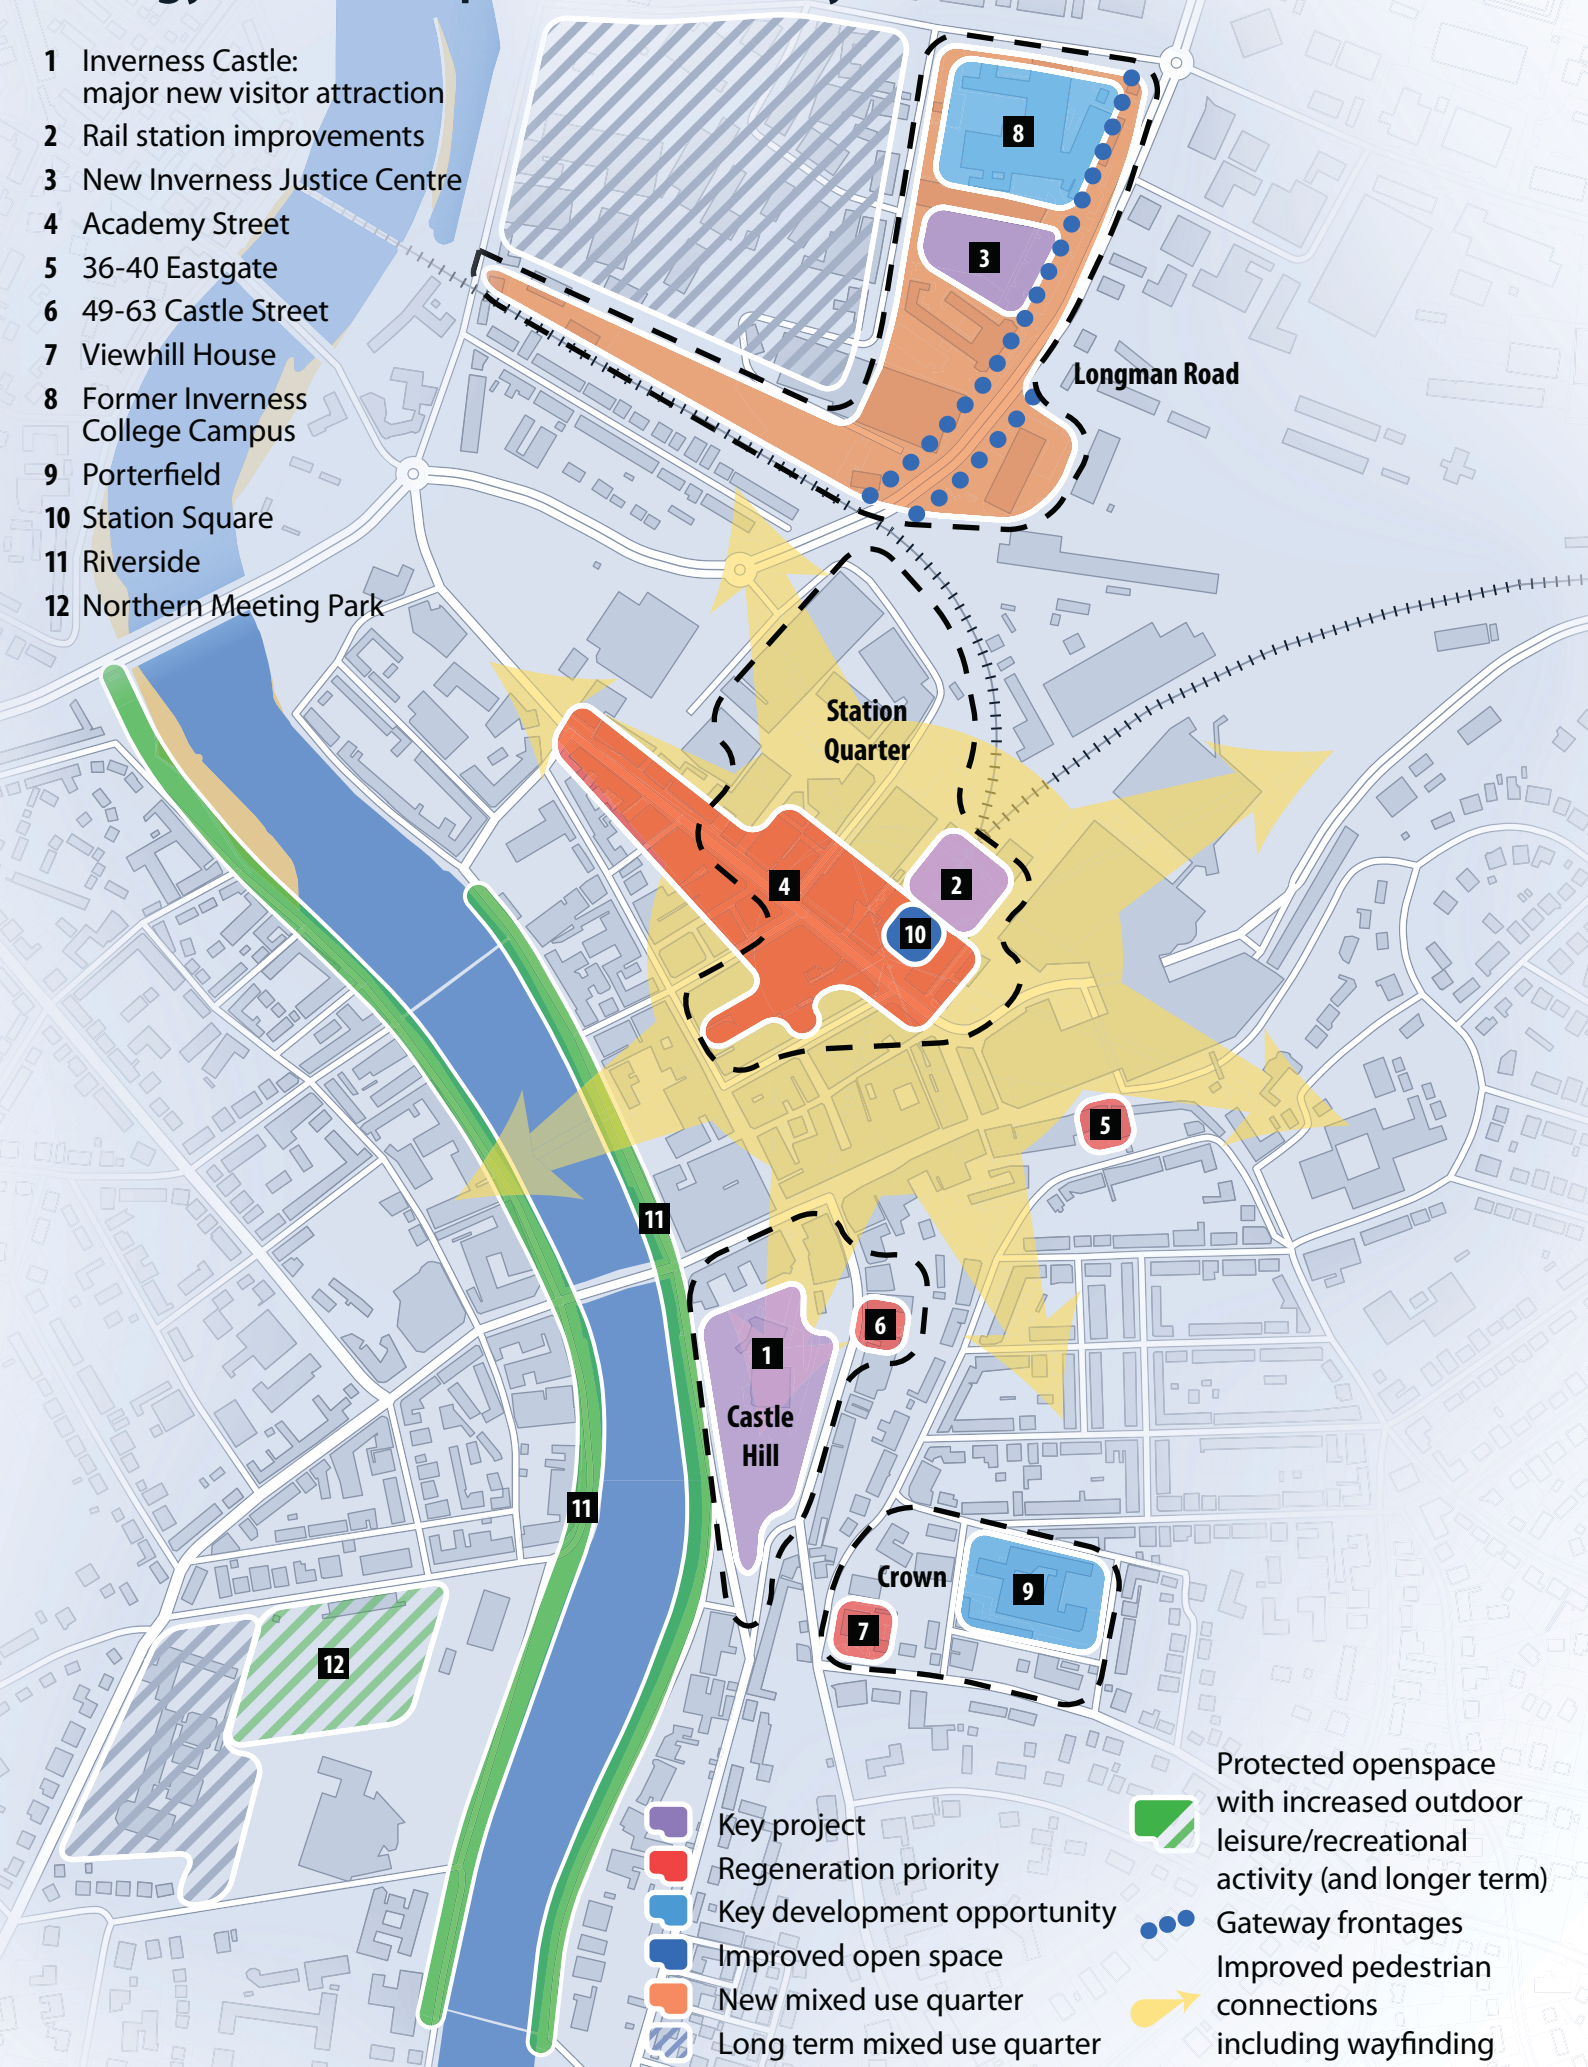 1 Inverness Castle:
major new visitor attraction
2 Rail station improvements
3 New Inverness Justice Centre
4 Academy Street
5 36-40 Eastgate
6 49-63 Castle Street
7 Viewhill House
8 Former Inverness
College Campus
9 Porterfield
10 Station Square
11 Riverside
12 Northern Meeting Park
8
3
Longman Road
Station
Quarter
4
2
10
5
11
6
1
Castle
Hill
11
Crown
9
7
12
Key project
Regeneration priority
Key development opportunity
Improved open space
New mixed use quarter
Long term mixed use quarter
Protected openspace
with increased outdoor
leisure/recreational
activity (and longer term)
Gateway frontages
Improved pedestrian
connections
including wayfinding